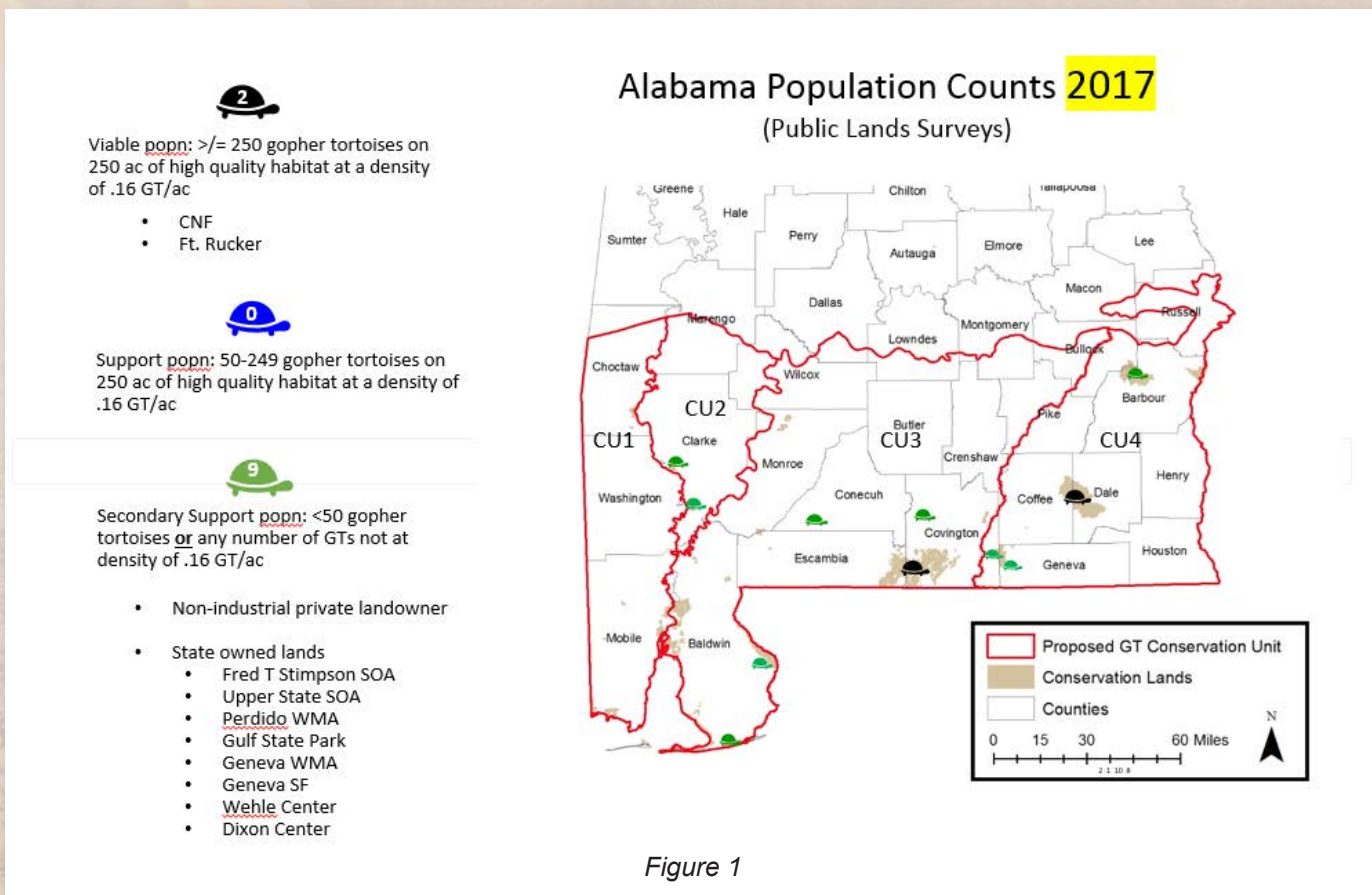 2
Viable popn: >/= 250 gopher tortoises on
250 ac of high quality habitat at a density
of .16 GT/ac
• CNF
• Ft. Rucker
0
Support popn: 50-249 gopher tortoises on
250 ac of high quality habitat at a density of
.16 GT/ac
9
Secondary Support popn: <50 gopher
tortoises or any number of GTs not at
density of .16 GT/ac
• Non-industrial private landowner
• State owned lands
• Fred T Stimpson SOA
• Upper State SOA
• Perdido WMA
• Gulf State Park
• Geneva WMA
• Geneva SF
• Wehle Center
• Dixon Center
Alabama Population Counts 2017
(Public Lands Surveys)
Greene
Chilton
Tallapoosa
Hale
Sumter
Perry
Autauga
Elmore
Lee
Macon
Dallas
Marengo
Montgomery
Russell
Lowndes
Bullock
Choctaw
Wilcox
Barbour
CU2
Pike
CU1
Clarke
Butler
CU3
CU4
Monroe
Crenshaw
Henry
Washington
Conecuh
Coffee
Dale
Covington
Escambia
Houston
Geneva
Mobile
Baldwin
Proposed GT Conservation Unit
Conservation Lands
Counties
N
0 15 30 60 Miles
2 1 10 8
Figure 1